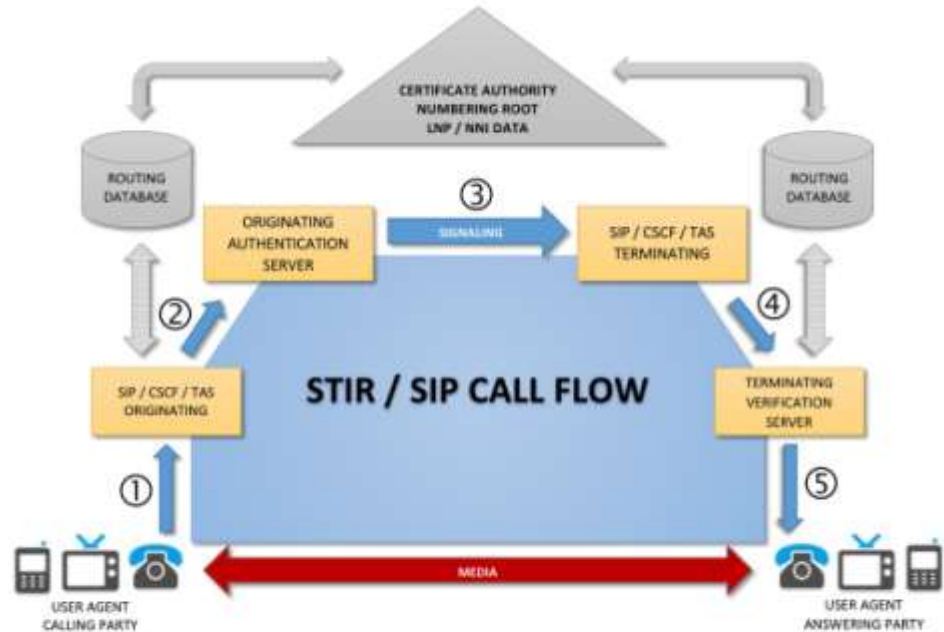 CERTIFICATE AUTHORITY
NUMBERING ROOT
LNP / NNI DATA
ROUTING
DATABASE
ROUTING
DATABASE
③
ORIGINATING
AUTHENTICATION
SERVER
SIGNALING
SIP / CSCF / TAS
TERMINATING
②
④
SIP / CSCF / TAS
ORIGINATING
STIR / SIP CALL FLOW
TERMINATING
VERIFICATION
SERVER
①
⑤
MEDIA
USER AGENT
CALLING PARTY
USER AGENT
ANSWERING PARTY